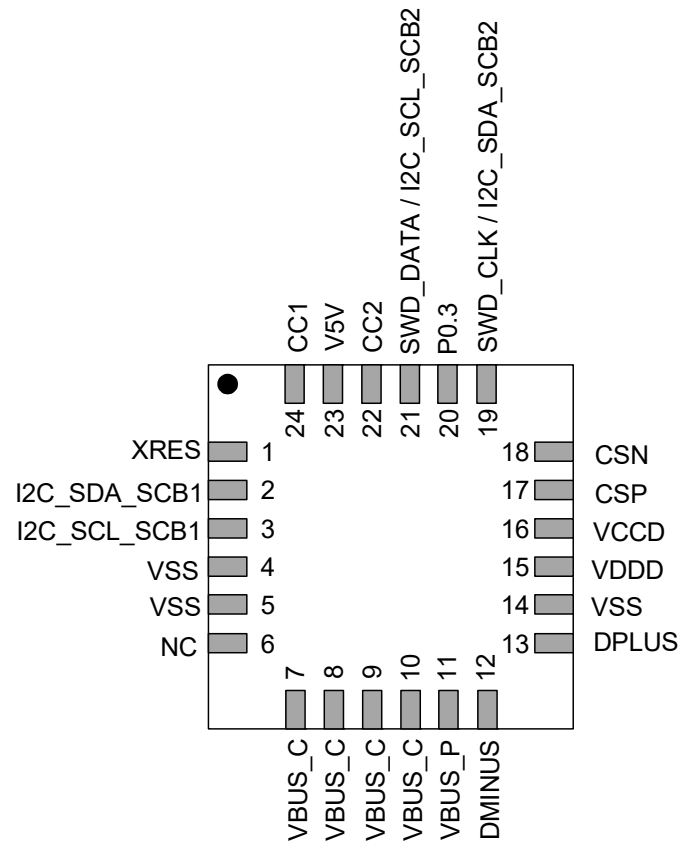 SWD_DATA / I2C_SCL_SCB2
SWD_CLK / I2C_SDA_SCB2
CC1
V5V
CC2
P0.3
24
23
22
21
20
19
XRES
1
18
CSN
I2C_SDA_SCB1
2
17
CSP
I2C_SCL_SCB1
3
16
VCCD
VSS
4
15
VDDD
VSS
5
14
VSS
NC
6
13
DPLUS
7
8
9
10
11
12
VBUS_C
VBUS_C
VBUS_C
VBUS_C
VBUS_P
DMINUS